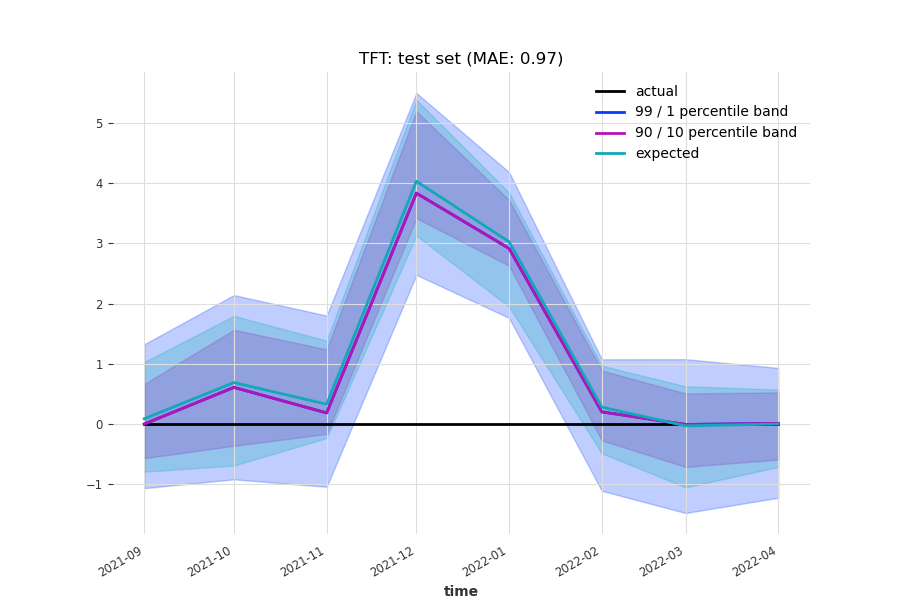 TFT: test set (MAE: 0.97)
actual
99 / 1 percentile band
90 / 10 percentile band
expected
5
4
3
2
1
0
−1
2021-09
2021-10
2021-11
2021-12
2022-01
2022-02
2022-03
2022-04
time